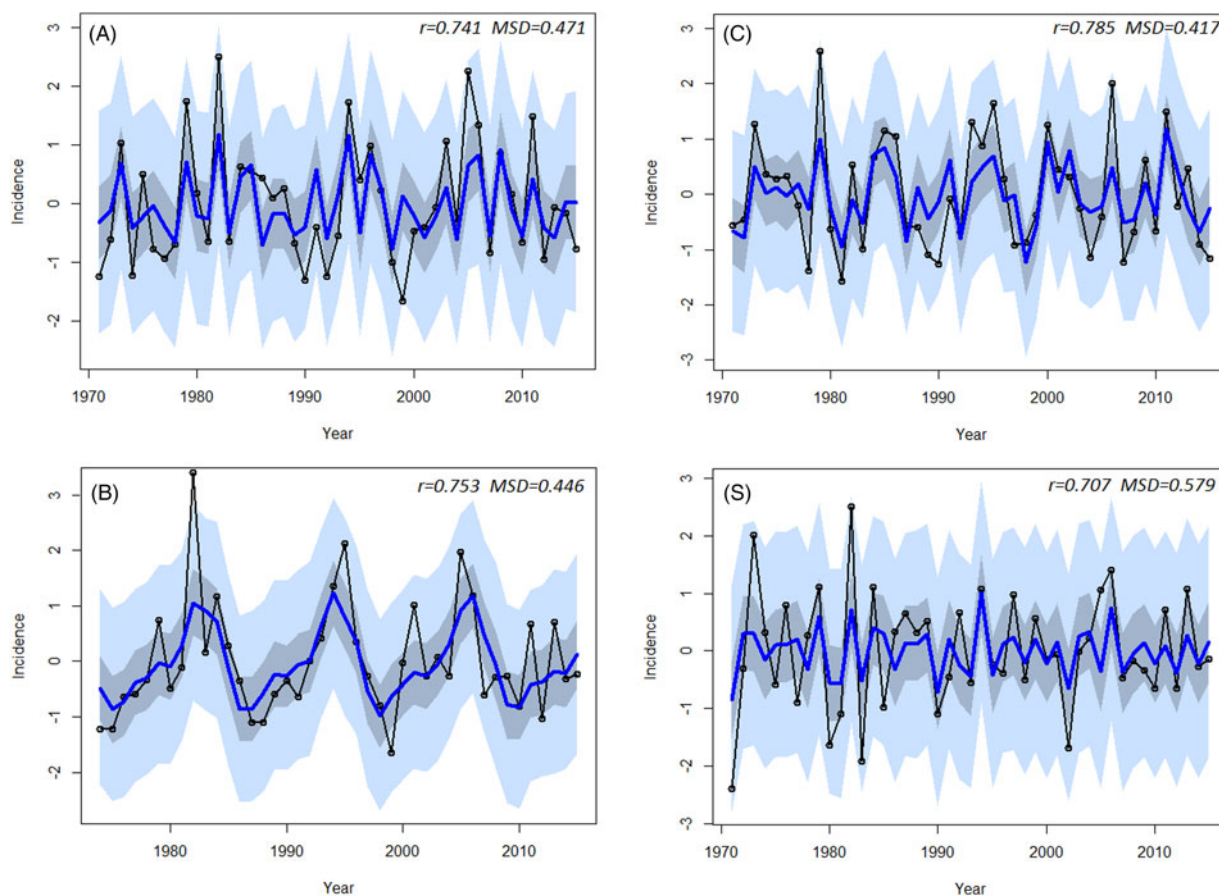 (A)
r=0.741 MSD=0.471
Incidence
3
2
1
0
-1
-2
1970 1980 1990 2000 2010
Year
(C)
r=0.785 MSD=0.417
Incidence
3
2
1
0
-1
-2
-3
1970 1980 1990 2000 2010
Year
(B)
r=0.753 MSD=0.446
Incidence
3
2
1
0
-1
-2
1980 1990 2000 2010
Year
(S)
r=0.707 MSD=0.579
Incidence
3
2
1
0
-1
-2
-3
1970 1980 1990 2000 2010
Year